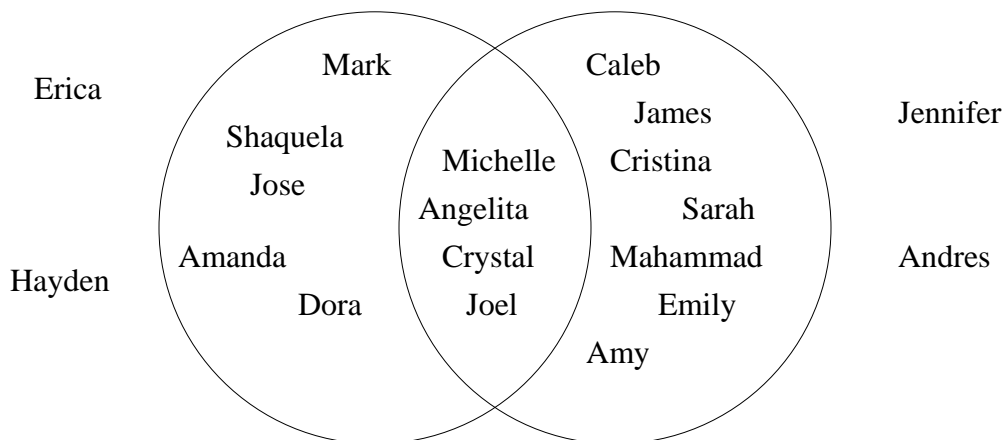 Mark
Caleb
Erica
James
Jennifer
Shaquela
Michelle
Cristina
Jose
Angelita
Sarah
Amanda
Crystal
Mahammad
Andres
Hayden
Dora
Joel
Emily
Amy